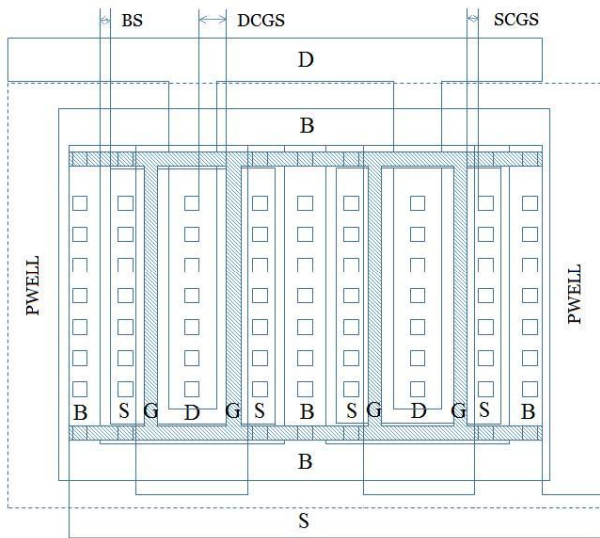 BS DCGS SCGS
D
B
PWELL
PWELL
B S G D G S B S G D G S B
B
S